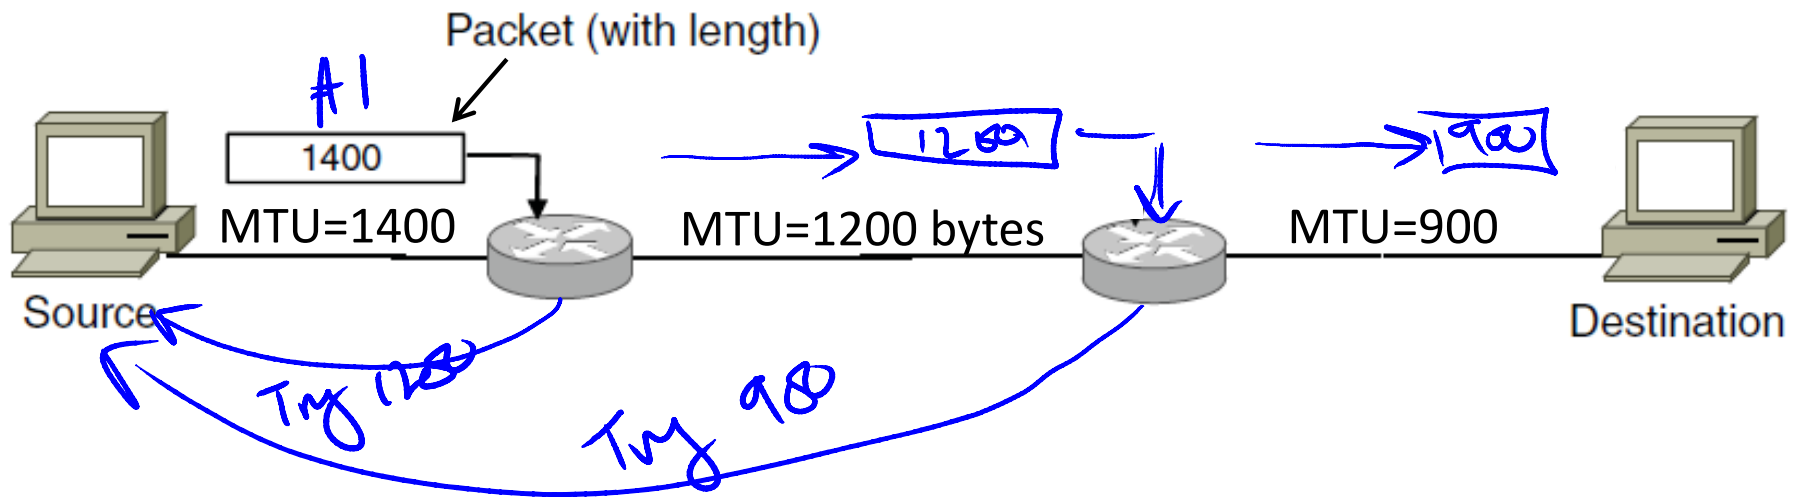 Packet (with length)
#1
1400
1200
900
MTU=1400
MTU=1200 bytes
MTU=900
Source
Destination
Try 1200
Try 900